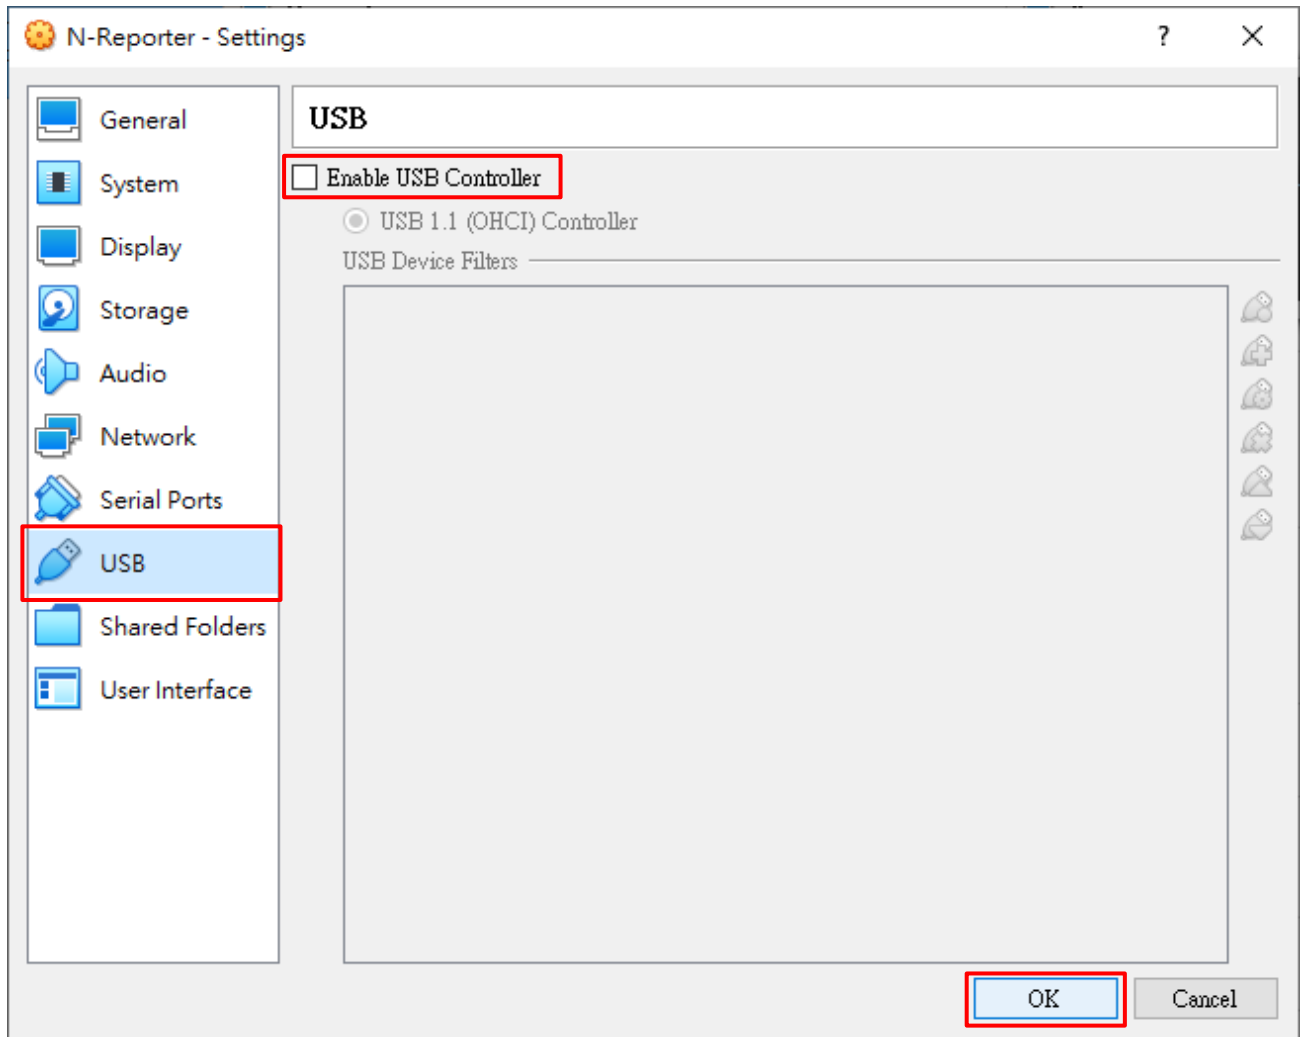 N-Reporter - Settings
?
General
System
Display
Storage
Audio
Network
Serial Ports
USB
Shared Folders
User Interface
USB
Enable USB Controller
USB 1.1 (OHCI) Controller
USB Device Filters
OK
Cancel